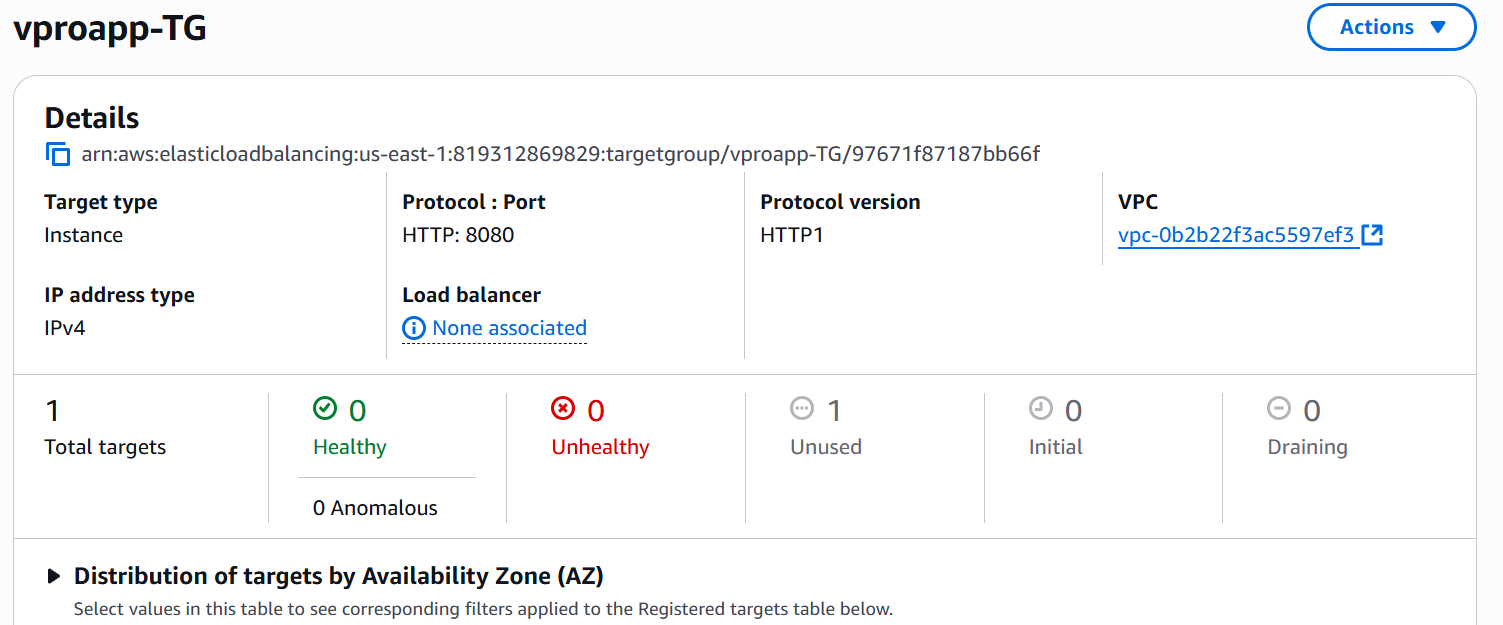 vproapp-TG
Actions
Details
arn:aws:elasticloadbalancing:us-east-1:819312869829:targetgroup/vproapp-TG/97671f87187bb66f
Target type
Instance
Protocol : Port
HTTP: 8080
Protocol version
HTTP1
VPC
vpc-0b2b22f3ac5597ef3
IP address type
IPv4
Load balancer
None associated
1
Total targets
0
Healthy
0 Anomalous
0
Unhealthy
1
Unused
0
Initial
0
Draining
Distribution of targets by Availability Zone (AZ)
Select values in this table to see corresponding filters applied to the Registered targets table below.